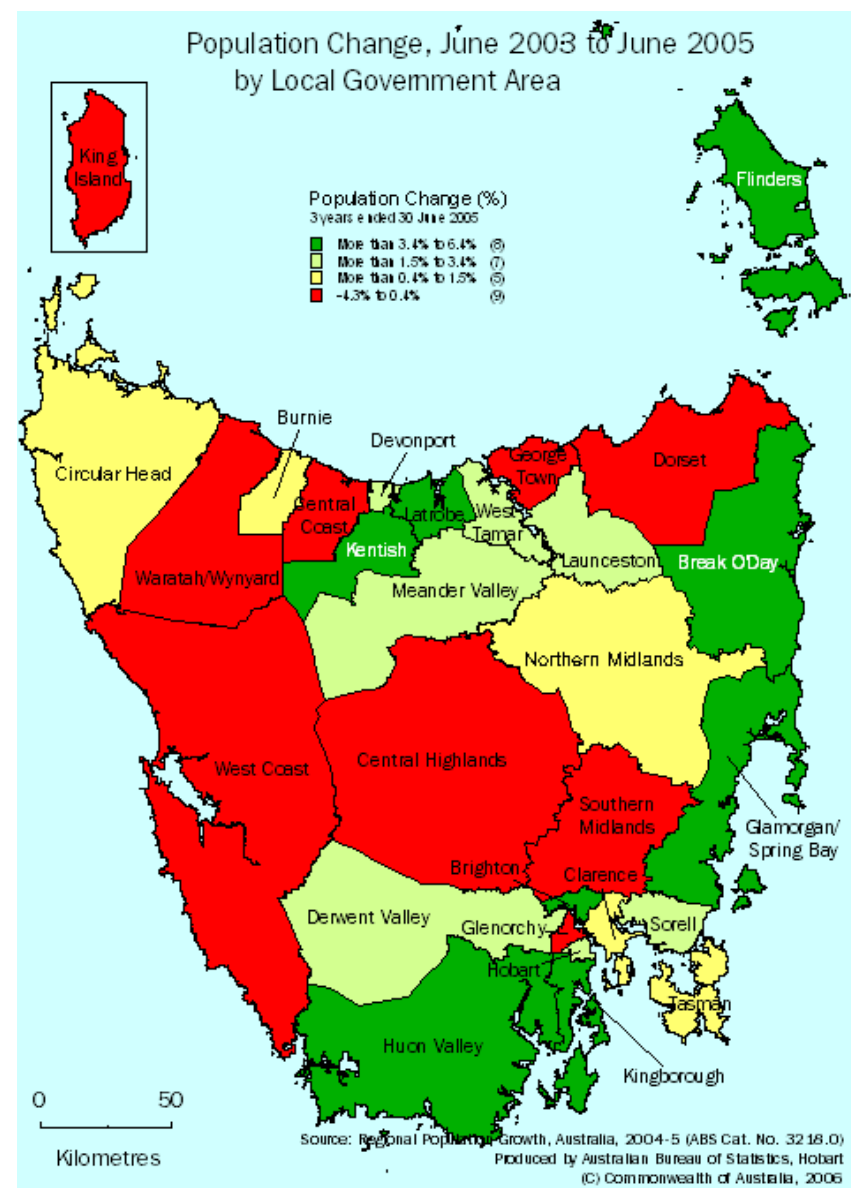 Population Change, June 2003 to June 2005
by Local Government Area
King
Island
Flinders
Population Change (%)
3 years ended 30 June 2005
More than 3.4% to 6.4% (8)
More than 1.5% to 3.4% (7)
More than 0.4% to 1.5% (5)
-4.3% to 0.4% (9)
Burnie
Devonport
Circular Head
George
Town
Dorset
Central
Coast
Latrobe
West
Tamar
Kentish
Launceston
Break O'Day
Waratah/Wynyard
Meander Valley
Northern Midlands
West Coast
Central Highlands
Southern
Midlands
Glamorgan/
Spring Bay
Brighton
Clarence
Derwent Valley
Glenorchy
Sorell
Hobart
Tasman
Huon Valley
Kingborough
0 50
Kilometres
Source: Regional Population Growth, Australia, 2004-5 (ABS Cat. No. 3218.0)
Produced by Australian Bureau of Statistics, Hobart
(C) Commonwealth of Australia, 2006